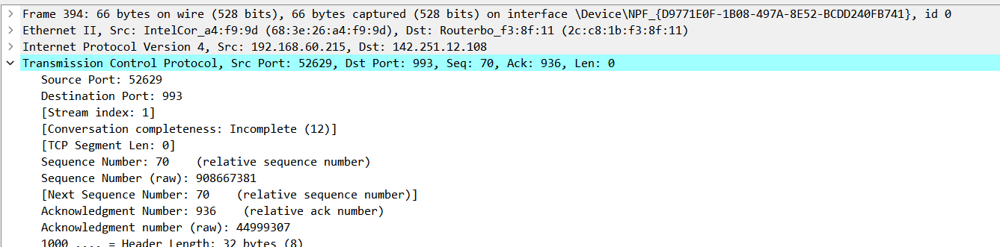 Frame 394: 66 bytes on wire (528 bits), 66 bytes captured (528 bits) on interface \Device\NPF_{D9771E0F-1B08-497A-8E52-BCDD240FB741}, id 0
Ethernet II, Src: IntelCor_a4:f9:9d (68:3e:26:a4:f9:9d), Dst: Routerbo_f3:8f:11 (2c:c8:1b:f3:8f:11)
Internet Protocol Version 4, Src: 192.168.60.215, Dst: 142.251.12.108
Transmission Control Protocol, Src Port: 52629, Dst Port: 993, Seq: 70, Ack: 936, Len: 0
Source Port: 52629
Destination Port: 993
[Stream index: 1]
[Conversation completeness: Incomplete (12)]
[TCP Segment Len: 0]
Sequence Number: 70    (relative sequence number)
Sequence Number (raw): 908667381
[Next Sequence Number: 70    (relative sequence number)]
Acknowledgment Number: 936    (relative ack number)
Acknowledgment number (raw): 44999307
1000 .... = Header Length: 32 bytes (8)